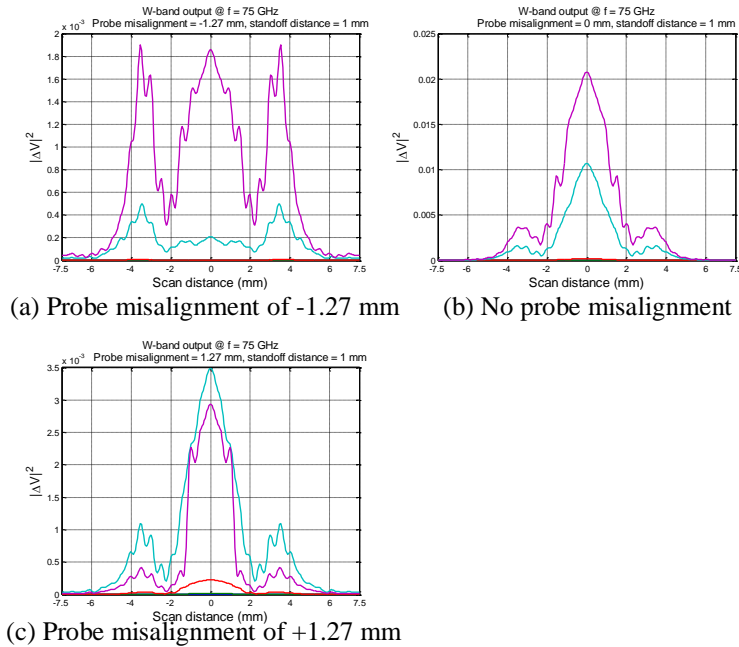 W-band output @ f = 75 GHz
Probe misalignment = -1.27 mm, standoff distance = 1 mm
x 10⁻³
2
1.8
1.6
1.4
1.2
1
0.8
0.6
0.4
0.2
0
|ΔV|²
-7.5 -6 -4 -2 0 2 4 6 7.5
Scan distance (mm)
(a) Probe misalignment of -1.27 mm
W-band output @ f = 75 GHz
Probe misalignment = 0 mm, standoff distance = 1 mm
0.025
0.02
0.015
0.01
0.005
0
|ΔV|²
-7.5 -6 -4 -2 0 2 4 6 7.5
Scan distance (mm)
(b) No probe misalignment
W-band output @ f = 75 GHz
Probe misalignment = 1.27 mm, standoff distance = 1 mm
x 10⁻³
3.5
3
2.5
2
1.5
1
0.5
0
|ΔV|²
-7.5 -6 -4 -2 0 2 4 6 7.5
Scan distance (mm)
(c) Probe misalignment of +1.27 mm